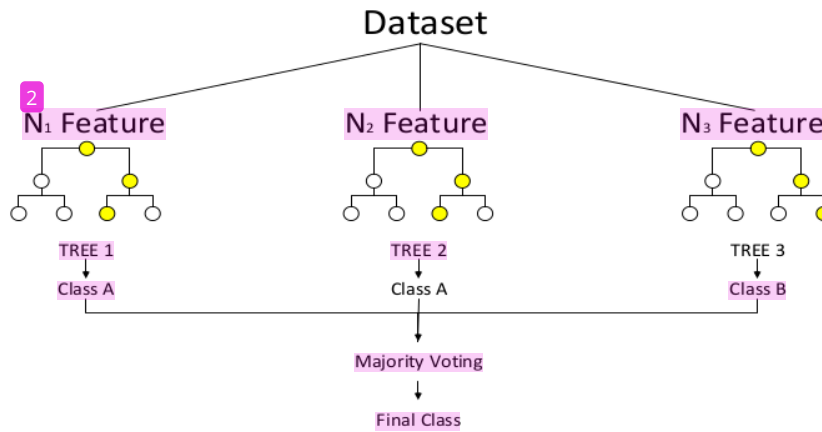 Dataset
2
N₁ Feature N₂ Feature N₃ Feature
TREE 1 TREE 2 TREE 3
Class A Class A Class B
Majority Voting
Final Class